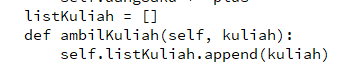 listKuliah = []
def ambilKuliah(self, kuliah):
self.listKuliah.append(kuliah)